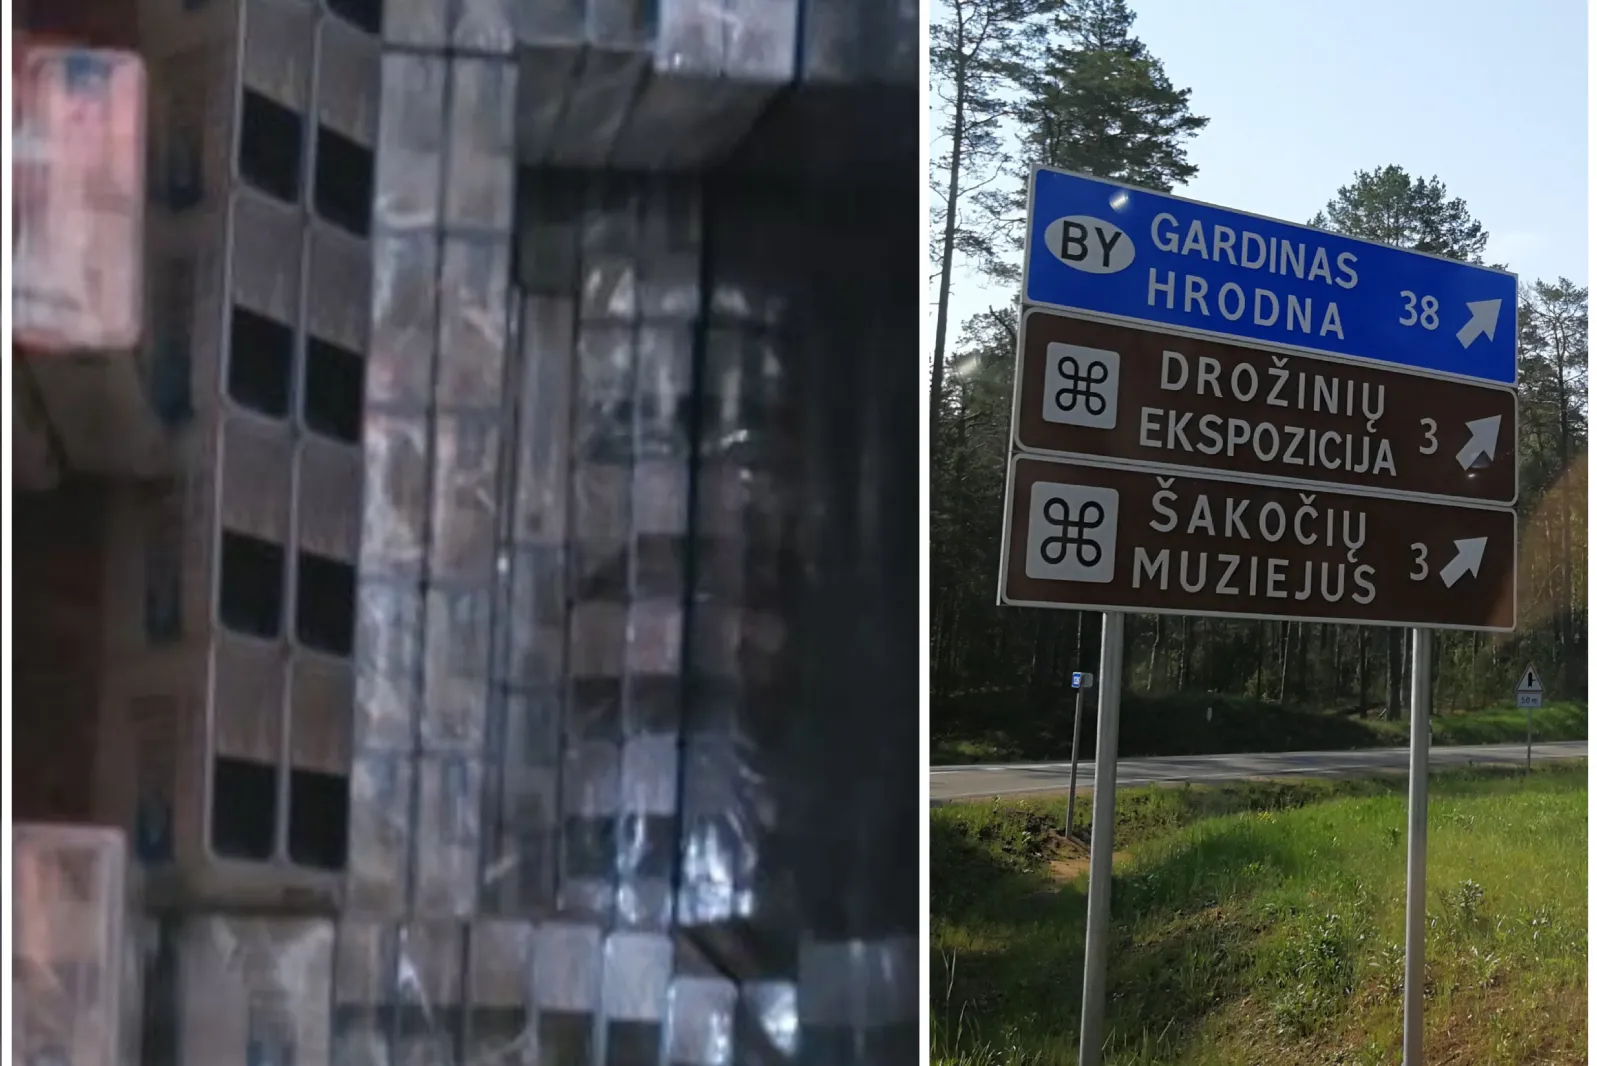 BY
GARDINAS
HRODNA
38
DROŽINIŲ
EKSPOZICIJA
3
ŠAKOČIŲ
MUZIEJUS
3